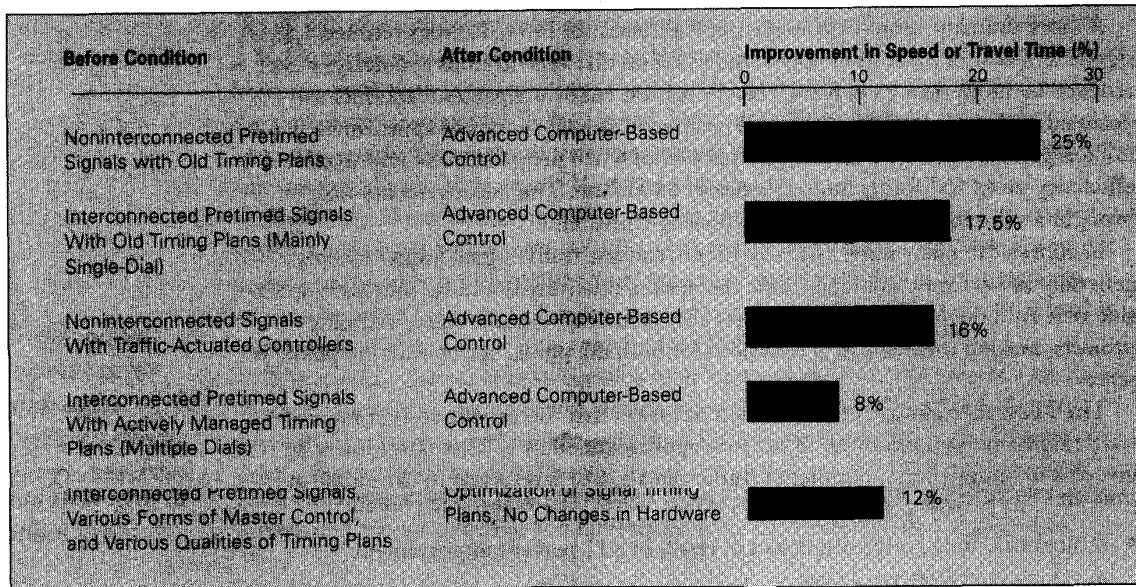 Before Condition
After Condition
Improvement in Speed or Travel Time (%)
0 10 20 30
Noninterconnected Pretimed
Signals with Old Timing Plans
Advanced Computer-Based
Control
25%
Interconnected Pretimed Signals
With Old Timing Plans (Mainly
Single-Dial)
Advanced Computer-Based
Control
17.5%
Noninterconnected Signals
With Traffic-Actuated Controllers
Advanced Computer-Based
Control
16%
Interconnected Pretimed Signals
With Actively Managed Timing
Plans (Multiple Dials)
Advanced Computer-Based
Control
8%
Interconnected Pretimed Signals,
Various Forms of Master Control,
and Various Qualities of Timing Plans
Optimization of Signal Timing
Plans, No Changes in Hardware
12%